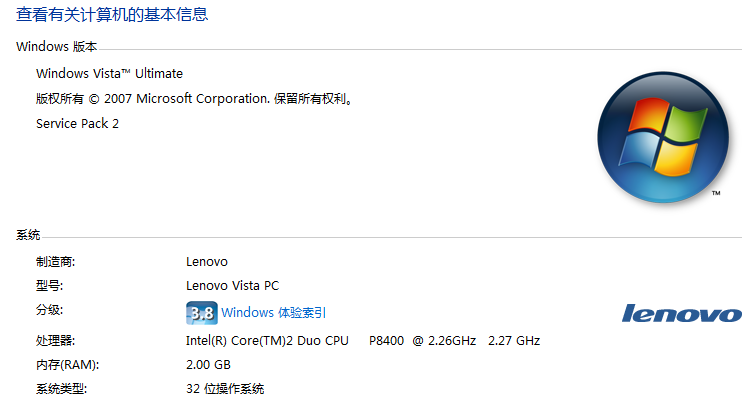 查看有关计算机的基本信息
Windows 版本
Windows Vista™ Ultimate
版权所有 © 2007 Microsoft Corporation. 保留所有权利。
Service Pack 2
™
系统
制造商: Lenovo
型号: Lenovo Vista PC
分级: 3.8 Windows 体验索引
lenovo
处理器: Intel(R) Core(TM)2 Duo CPU P8400 @ 2.26GHz 2.27 GHz
内存(RAM): 2.00 GB
系统类型: 32 位操作系统